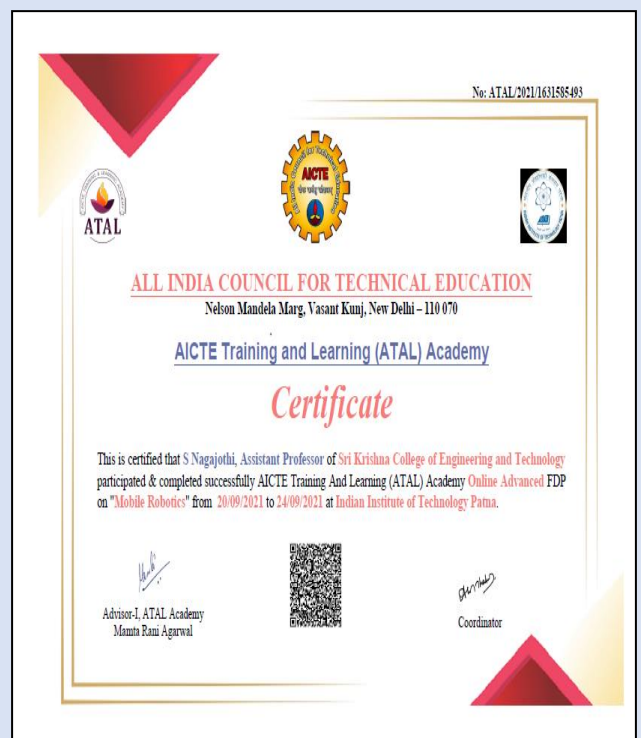 No: ATAL/2021/1631585493
ATAL
AICTE
ALL INDIA COUNCIL FOR TECHNICAL EDUCATION
Nelson Mandela Marg, Vasant Kunj, New Delhi – 110 070
AICTE Training and Learning (ATAL) Academy
Certificate
This is certified that S Nagajothi, Assistant Professor of Sri Krishna College of Engineering and Technology
participated & completed successfully AICTE Training And Learning (ATAL) Academy Online Advanced FDP
on "Mobile Robotics" from 20/09/2021 to 24/09/2021 at Indian Institute of Technology Patna.
Advisor-I, ATAL Academy
Mamta Rani Agarwal
Coordinator